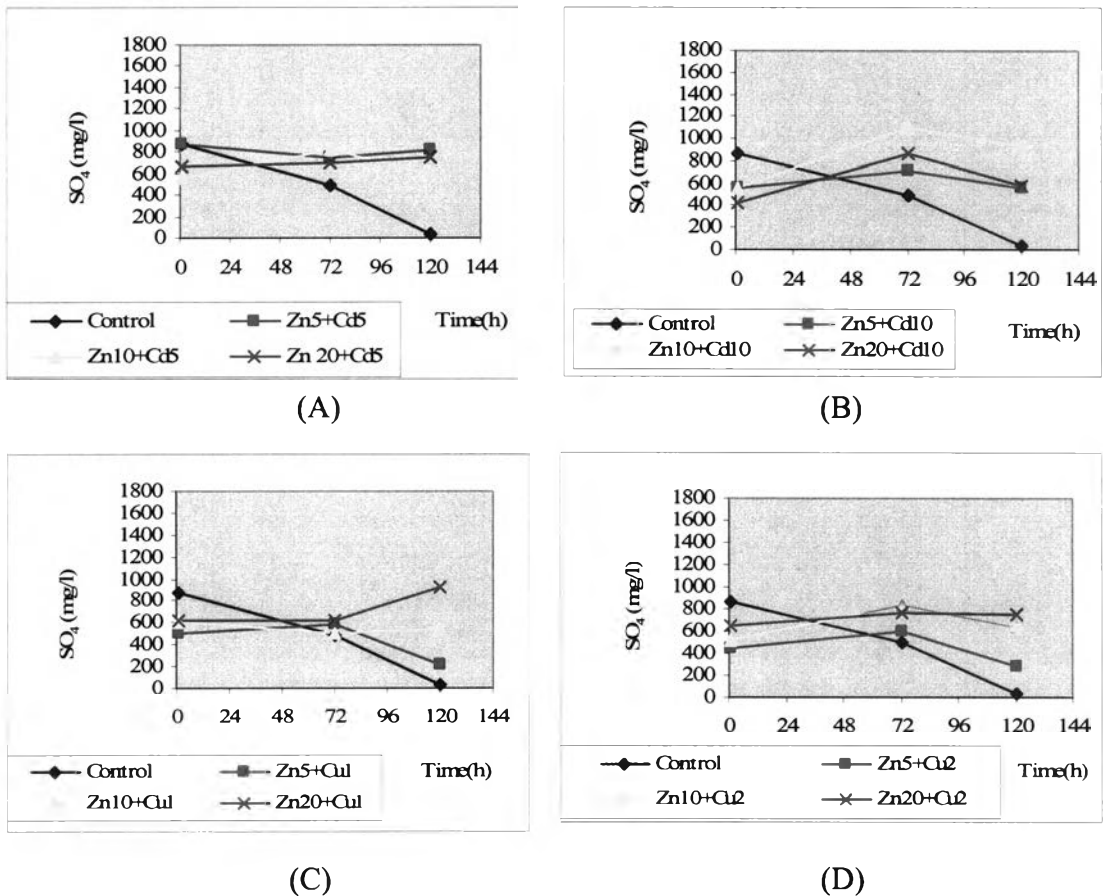 1800
1600
1400
1200
1000
800
600
400
200
0
SO4 (mg/l)
0 24 48 72 96 120 144
Time(h)
Control Zn5+Cd5
Zn10+Cd5 Zn 20+Cd5
(A)
1800
1600
1400
1200
1000
800
600
400
200
0
SO4 (mg/l)
0 24 48 72 96 120 144
Time(h)
Control Zn5+Cd10
Zn10+Cd10 Zn20+Cd10
(B)
1800
1600
1400
1200
1000
800
600
400
200
0
SO4 (mg/l)
0 24 48 72 96 120 144
Time(h)
Control Zn5+Cu1
Zn10+Cu1 Zn20+Cu1
(C)
1800
1600
1400
1200
1000
800
600
400
200
0
SO4 (mg/l)
0 24 48 72 96 120 144
Time(h)
Control Zn5+Cu2
Zn10+Cu2 Zn20+Cu2
(D)